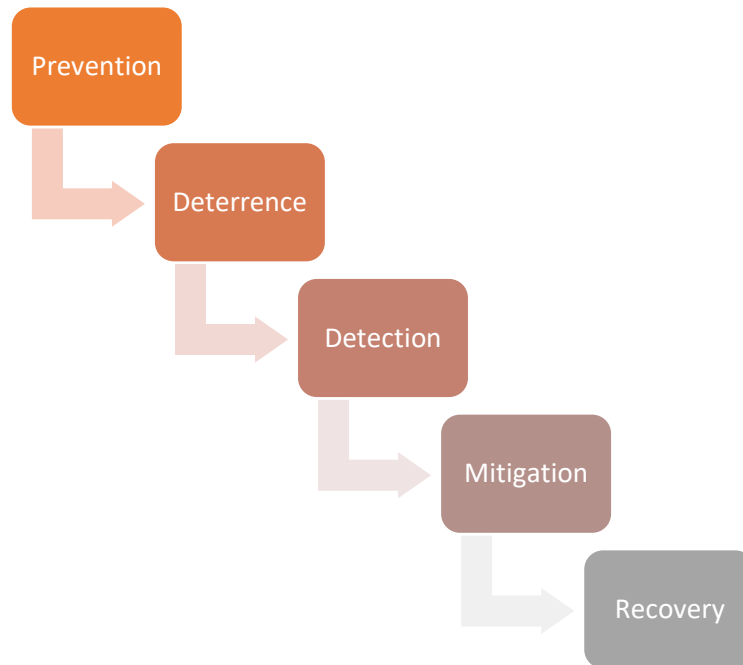 Prevention
Deterrence
Detection
Mitigation
Recovery